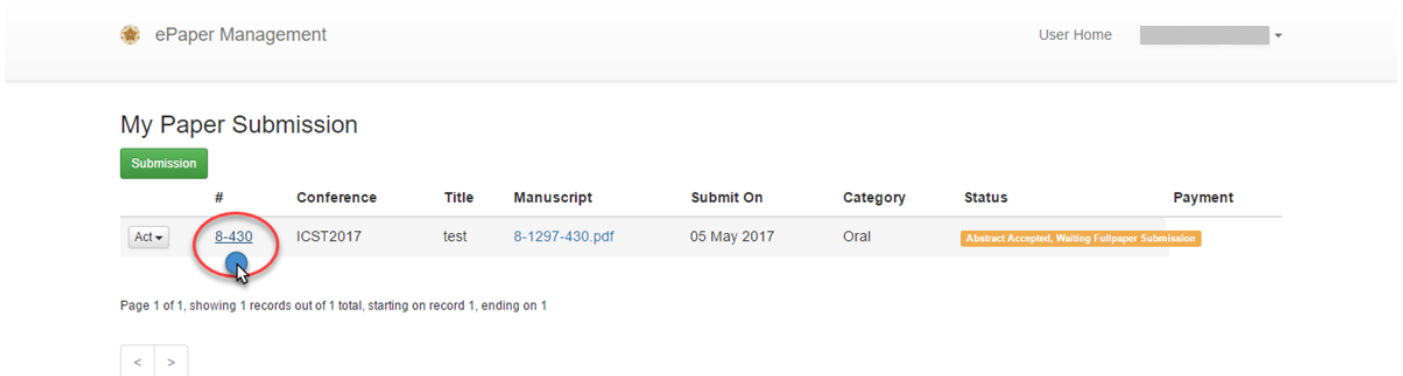 ePaper Management User Home
My Paper Submission
Submission
# Conference Title Manuscript Submit On Category Status Payment
Act 8-430 ICST2017 test 8-1297-430.pdf 05 May 2017 Oral Abstract Accepted, Waiting Fullpaper Submission
Page 1 of 1, showing 1 records out of 1 total, starting on record 1, ending on 1
< >